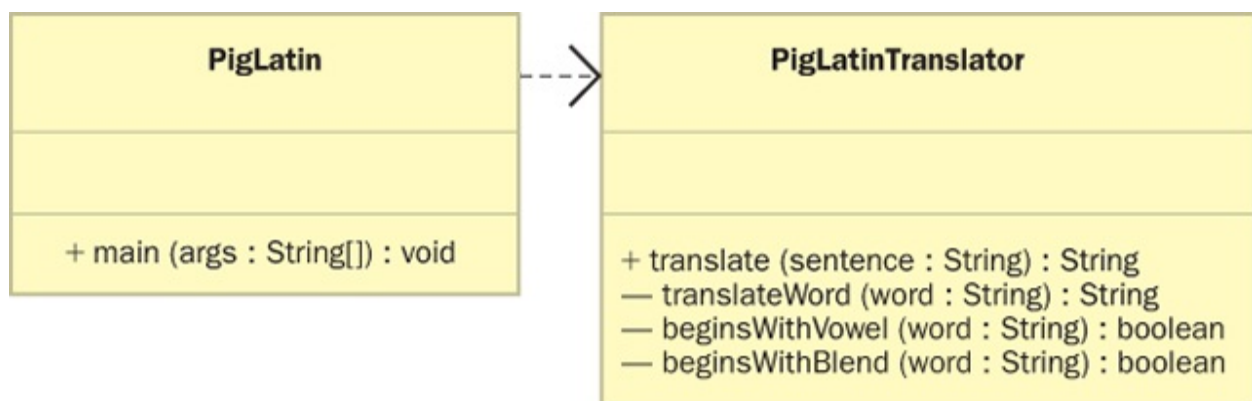 PigLatin
+ main (args : String[]) : void
PigLatinTranslator
+ translate (sentence : String) : String
— translateWord (word : String) : String
— beginsWithVowel (word : String) : boolean
— beginsWithBlend (word : String) : boolean